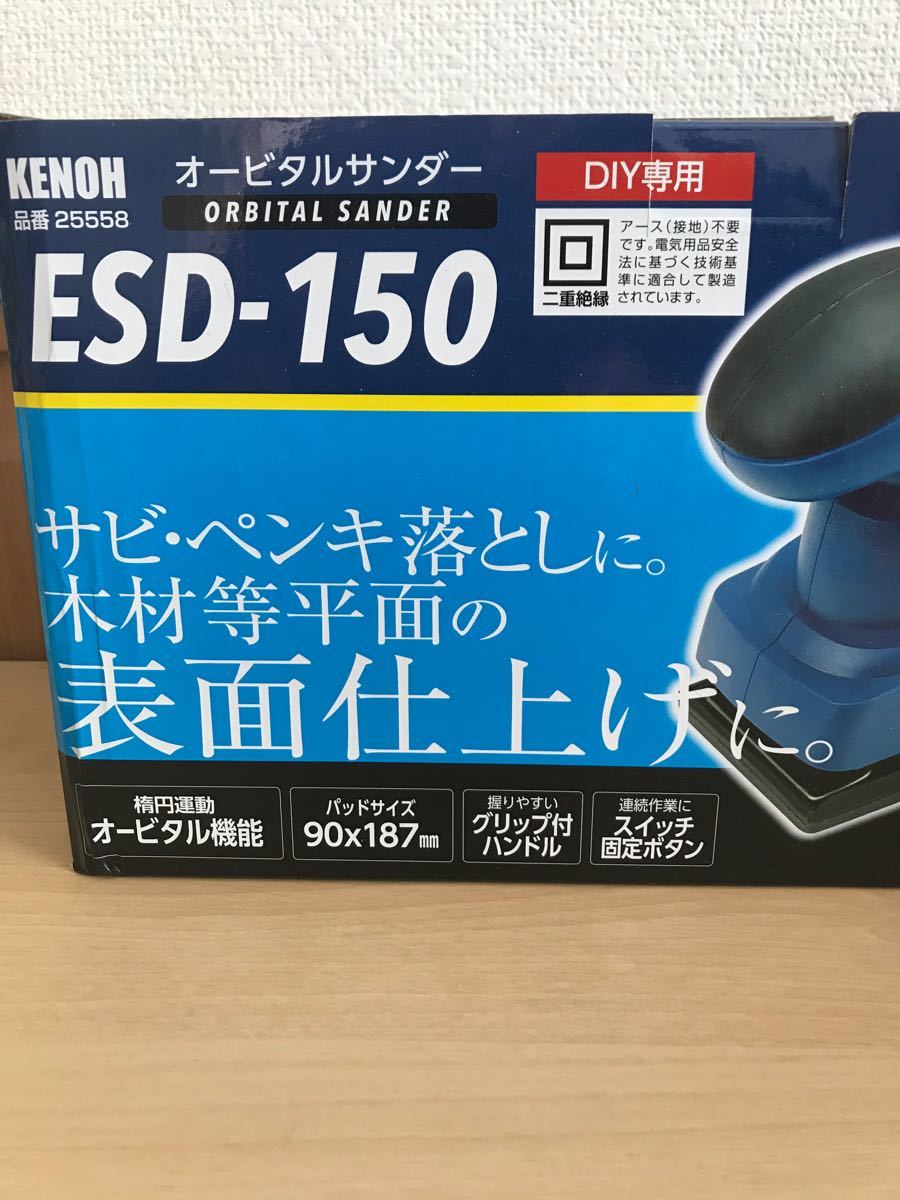 KENOH
品番 25558
オービタルサンダー
ORBITAL SANDER
ESD-150
DIY専用
二重絶縁
アース(接地)不要
です。電気用品安全
法に基づく技術基
準に適合して製造
されています。
サビ・ペンキ落としに。
木材等平面の
表面仕上げに。
楕円運動
オービタル機能
パッドサイズ
90x187㎜
握りやすい
グリップ付
ハンドル
連続作業に
スイッチ
固定ボタン